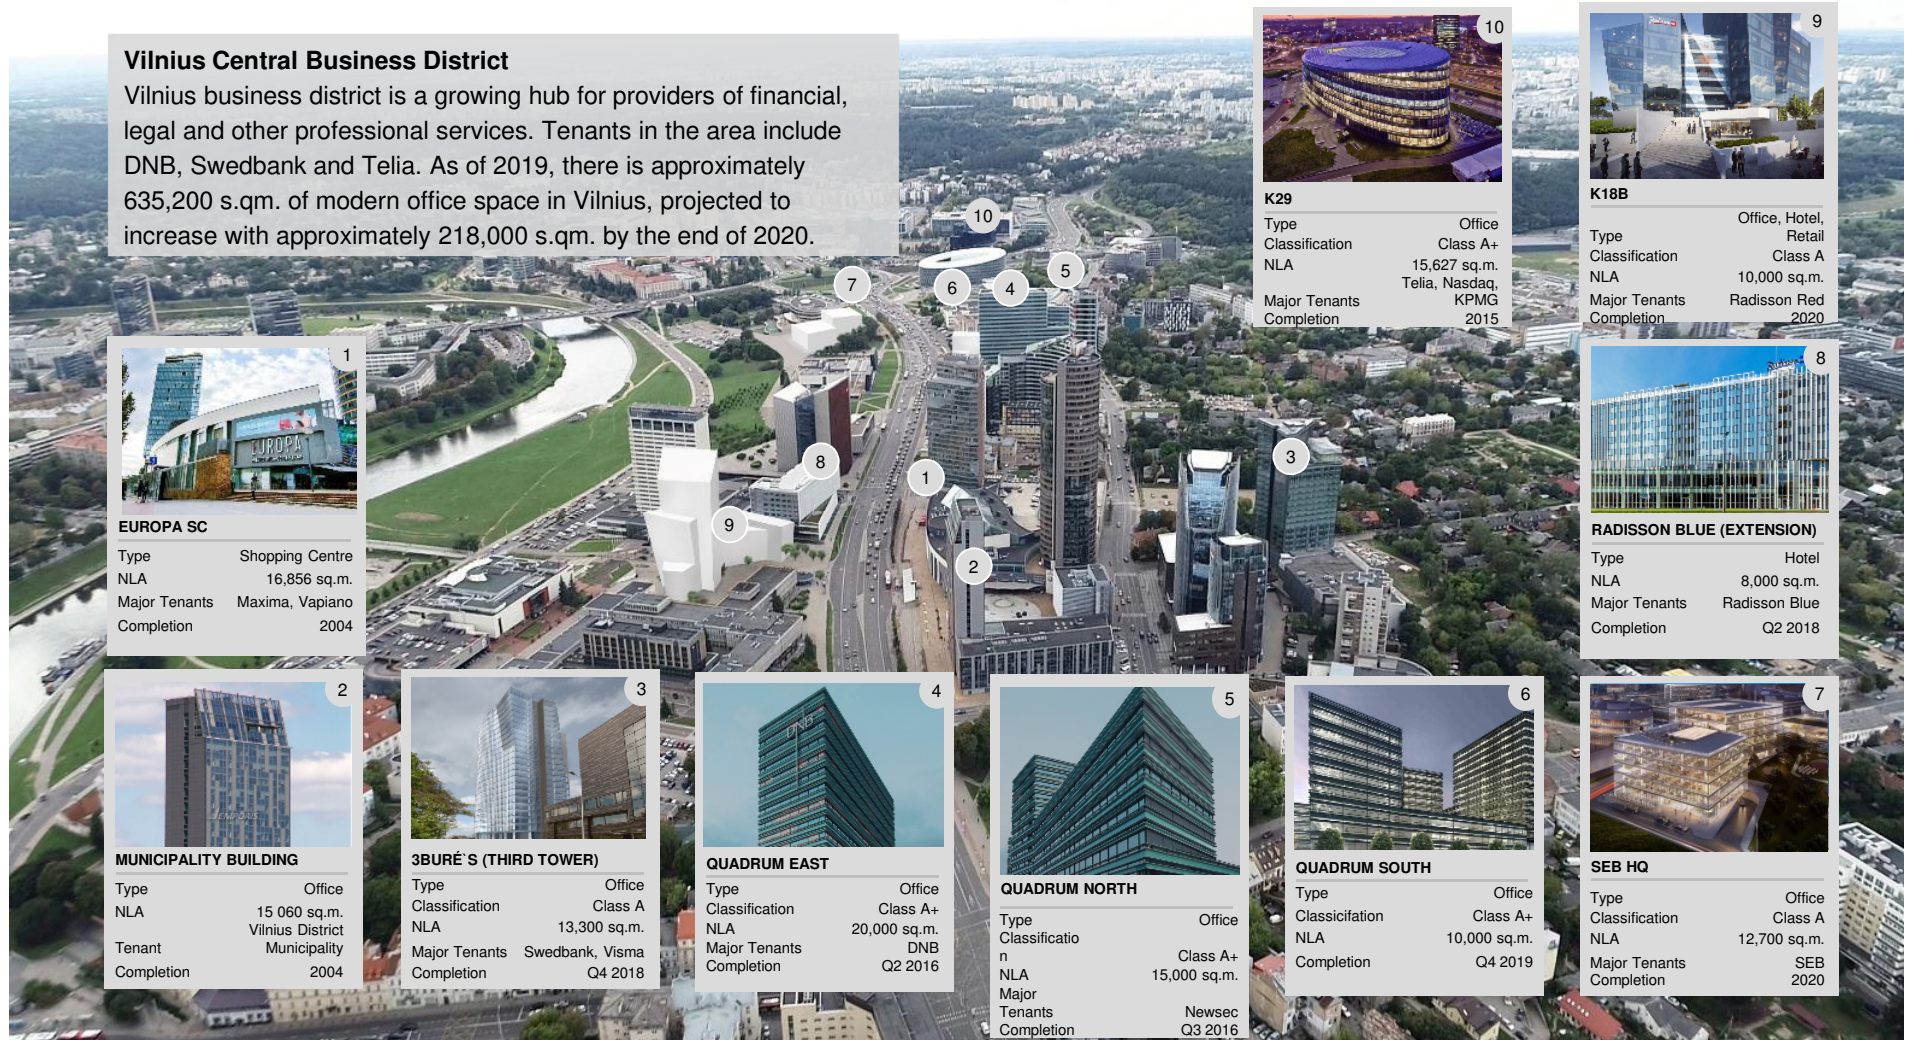 Vilnius Central Business District
Vilnius business district is a growing hub for providers of financial,
legal and other professional services. Tenants in the area include
DNB, Swedbank and Telia. As of 2019, there is approximately
635,200 s.qm. of modern office space in Vilnius, projected to
increase with approximately 218,000 s.qm. by the end of 2020.
10
K29
Type Office
Classification Class A+
NLA 15,627 sq.m.
Telia, Nasdaq,
Major Tenants KPMG
Completion 2015
9
K18B
Office, Hotel,
Type Retail
Classification Class A
NLA 10,000 sq.m.
Major Tenants Radisson Red
Completion 2020
10
7
6
4
5
8
1
3
9
2
1
EUROPA
EUROPA SC
Type Shopping Centre
NLA 16,856 sq.m.
Major Tenants Maxima, Vapiano
Completion 2004
8
RADISSON BLUE (EXTENSION)
Type Hotel
NLA 8,000 sq.m.
Major Tenants Radisson Blue
Completion Q2 2018
2
EMPORIS
MUNICIPALITY BUILDING
Type Office
NLA 15 060 sq.m.
Vilnius District
Tenant Municipality
Completion 2004
3
3BURÉ`S (THIRD TOWER)
Type Office
Classification Class A
NLA 13,300 sq.m.
Major Tenants Swedbank, Visma
Completion Q4 2018
4
DNB
QUADRUM EAST
Type Office
Classification Class A+
NLA 20,000 sq.m.
Major Tenants DNB
Completion Q2 2016
5
QUADRUM NORTH
Type Office
Classificatio
n Class A+
NLA 15,000 sq.m.
Major
Tenants Newsec
Completion Q3 2016
6
QUADRUM SOUTH
Type Office
Classicifation Class A+
NLA 10,000 sq.m.
Completion Q4 2019
7
SEB HQ
Type Office
Classification Class A
NLA 12,700 sq.m.
Major Tenants SEB
Completion 2020